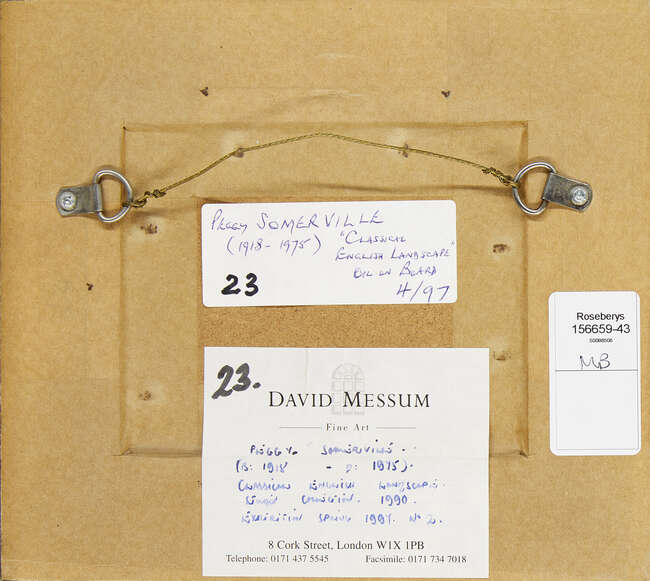 Peggy SOMERVILLE
(1918-1975) "CLASSICAL
ENGLISH LANDSCAPE"
OIL ON BOARD
23
4/97
Roseberys
156659-43
MB
23.
DAVID MESSUM
Fine Art
PEGGY. SOMERVILLE.
(B: 1918 - D: 1975).
CLASSICAL ENGLISH LANDSCAPE.
1990.
EXHIBITION SPRING 1997. No 2.
8 Cork Street, London W1X 1PB
Telephone: 0171 437 5545 Facsimile: 0171 734 7018